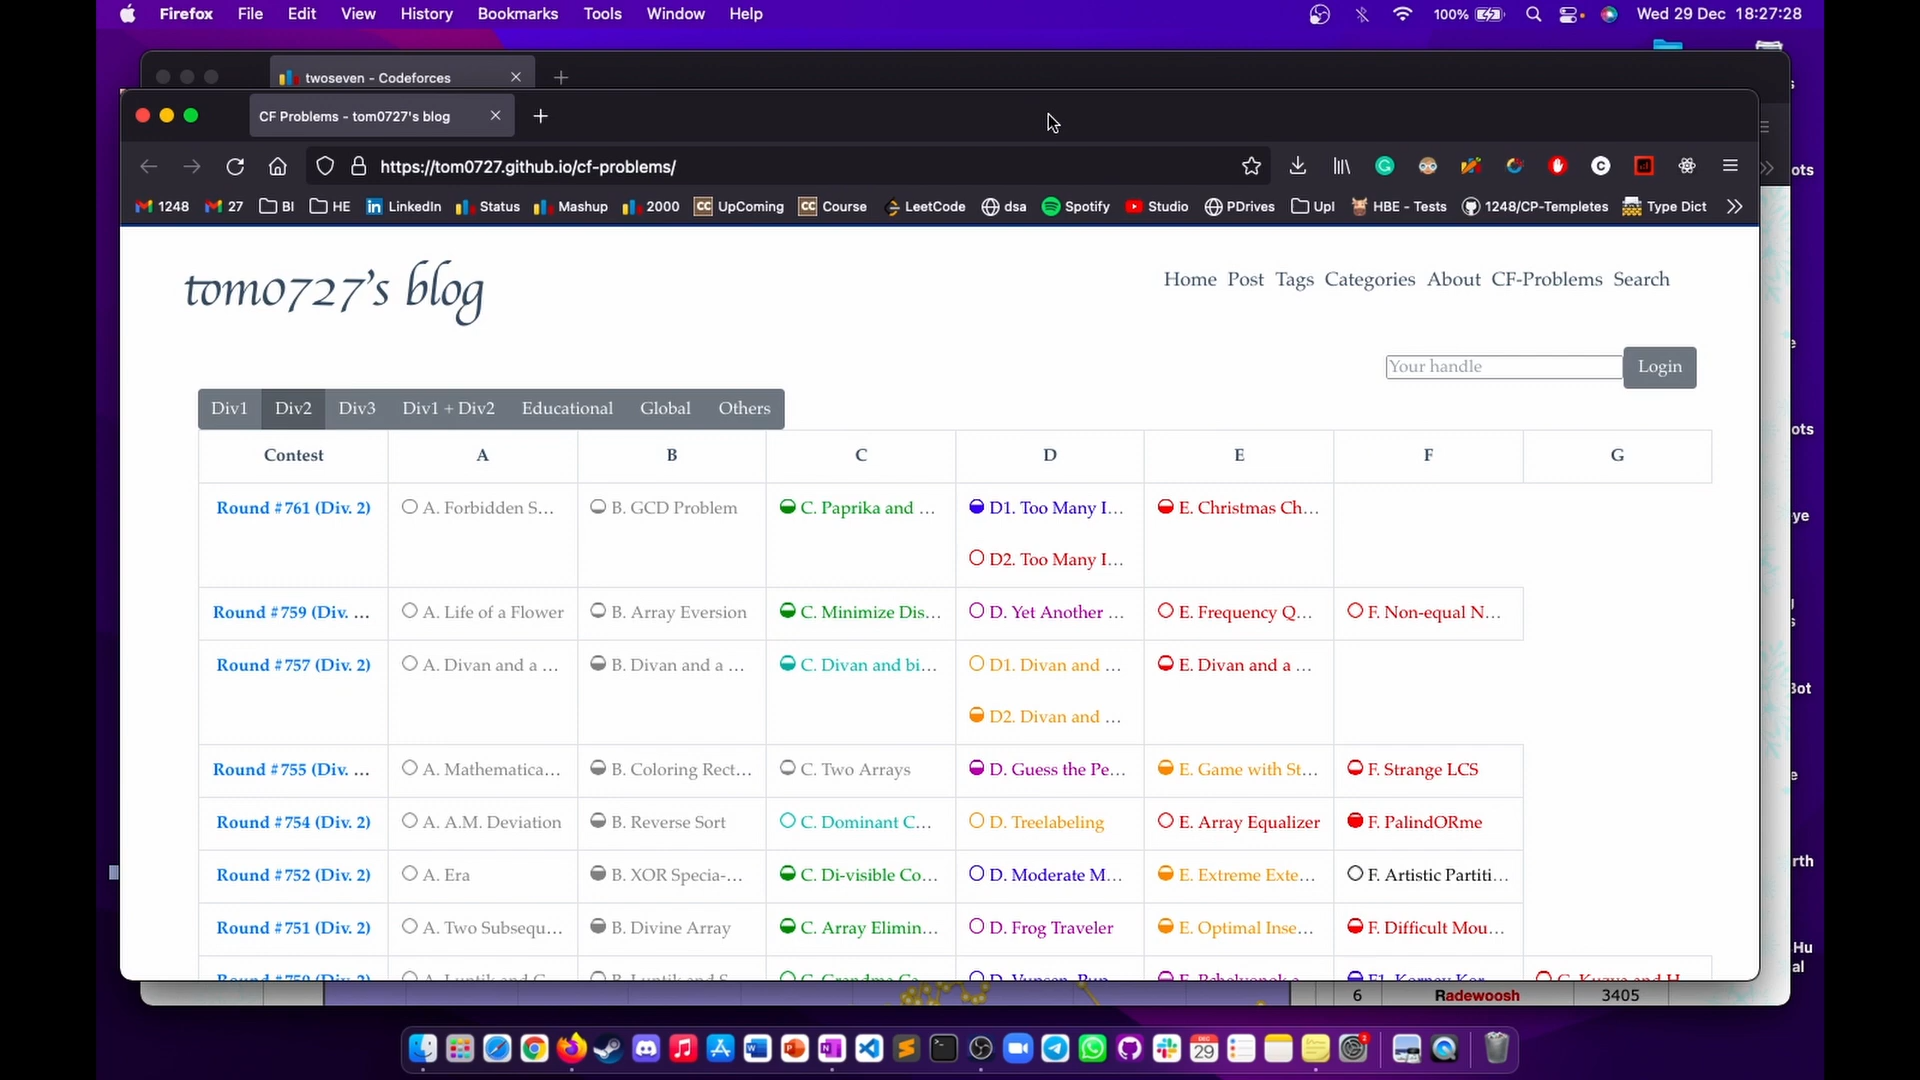 Firefox File Edit View History Bookmarks Tools Window Help 100% Wed 29 Dec 18:27:28
twoseven - Codeforces
CF Problems - tom0727's blog
https://tom0727.github.io/cf-problems/
1248 27 BI HE LinkedIn Status Mashup 2000 UpComing Course LeetCode dsa Spotify Studio PDrives Upl HBE - Tests 1248/CP-Templetes Type Dict
tom0727's blog
Home Post Tags Categories About CF-Problems Search
Your handle Login
Div1 Div2 Div3 Div1 + Div2 Educational Global Others
Contest A B C D E F G
Round #761 (Div. 2) A. Forbidden S... B. GCD Problem C. Paprika and ... D1. Too Many I... E. Christmas Ch...
D2. Too Many I...
Round #759 (Div. ... A. Life of a Flower B. Array Eversion C. Minimize Dis... D. Yet Another ... E. Frequency Q... F. Non-equal N...
Round #757 (Div. 2) A. Divan and a ... B. Divan and a ... C. Divan and bi... D1. Divan and ... E. Divan and a ...
D2. Divan and ...
Round #755 (Div. ... A. Mathematica... B. Coloring Rect... C. Two Arrays D. Guess the Pe... E. Game with St... F. Strange LCS
Round #754 (Div. 2) A. A.M. Deviation B. Reverse Sort C. Dominant C... D. Treelabeling E. Array Equalizer F. PalindORme
Round #752 (Div. 2) A. Era B. XOR Specia-... C. Di-visible Co... D. Moderate M... E. Extreme Exte... F. Artistic Partiti...
Round #751 (Div. 2) A. Two Subsequ... B. Divine Array C. Array Elimin... D. Frog Traveler E. Optimal Inse... F. Difficult Mou...
6 Radewoosh 3405